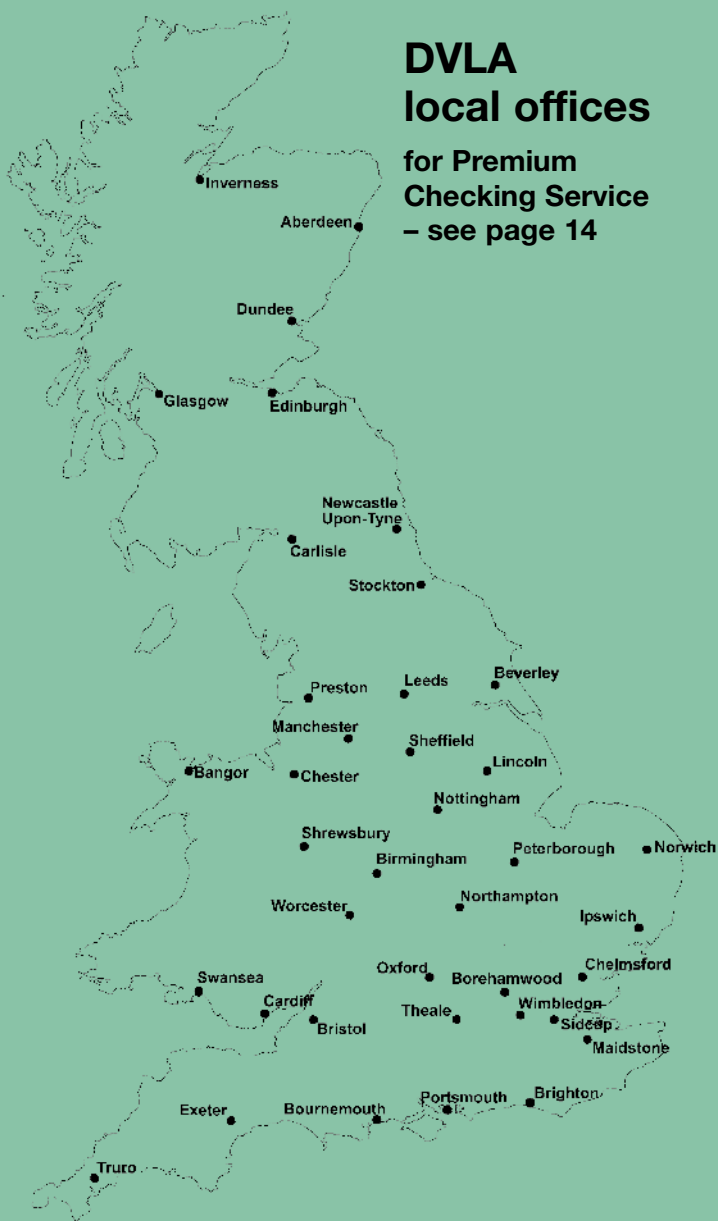 DVLA
local offices
for Premium
Checking Service
– see page 14
Inverness
Aberdeen
Dundee
Glasgow
Edinburgh
Newcastle
Upon-Tyne
Carlisle
Stockton
Beverley
Leeds
Preston
Manchester
Sheffield
Lincoln
Bangor
Chester
Nottingham
Shrewsbury
Peterborough
Norwich
Birmingham
Northampton
Worcester
Ipswich
Oxford
Chelmsford
Swansea
Borehamwood
Cardiff
Wimbledon
Theale
Bristol
Sidcup
Maidstone
Portsmouth
Brighton
Exeter
Bournemouth
Truro